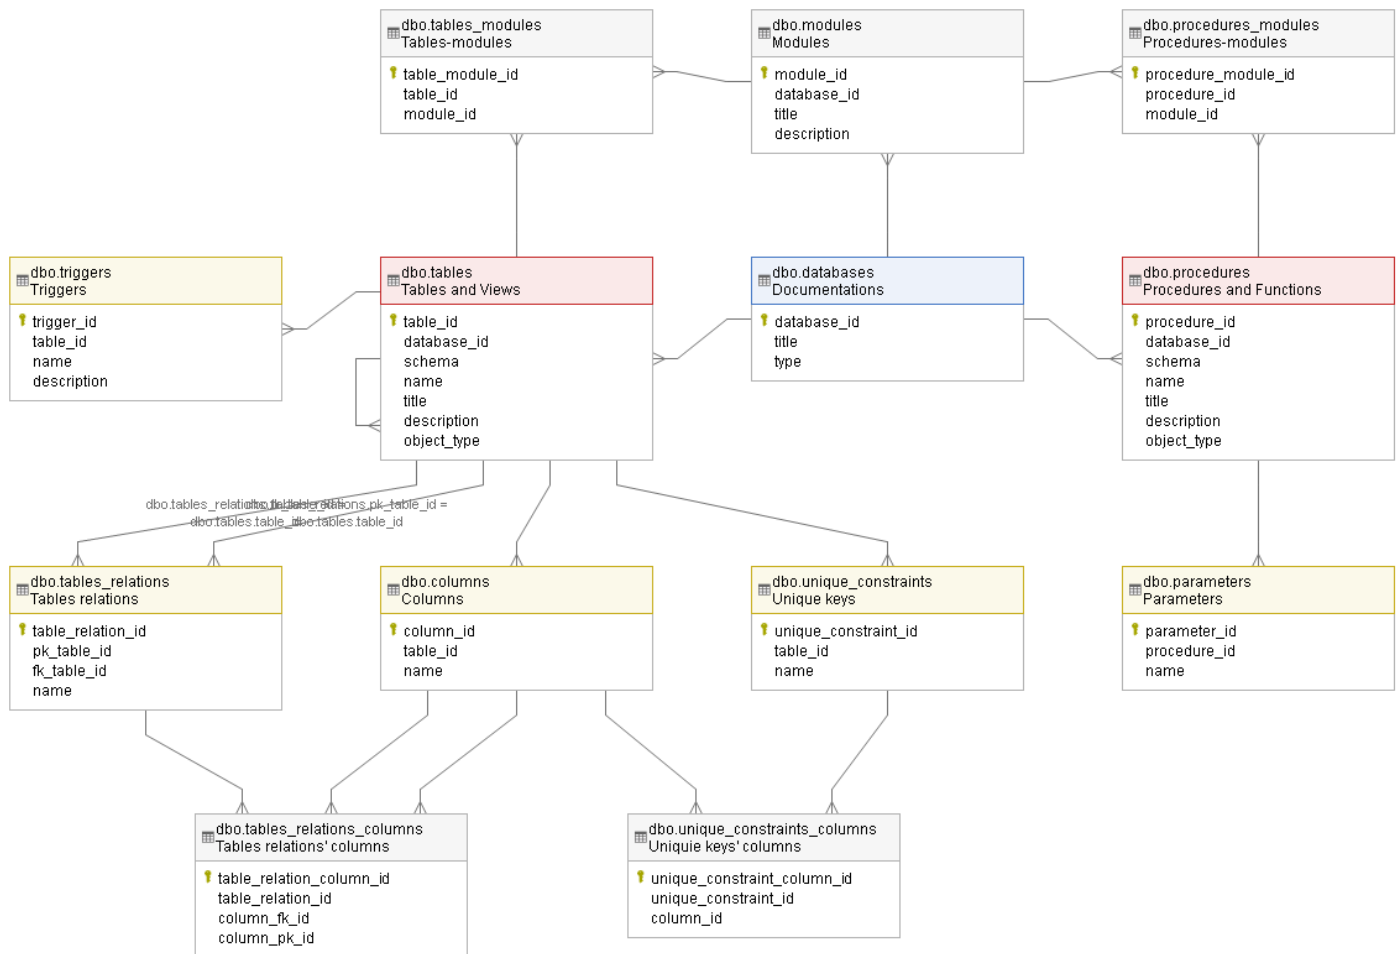 dbo.tables_modules
Tables-modules
table_module_id
table_id
module_id
dbo.modules
Modules
module_id
database_id
title
description
dbo.procedures_modules
Procedures-modules
procedure_module_id
procedure_id
module_id
dbo.triggers
Triggers
trigger_id
table_id
name
description
dbo.tables
Tables and Views
table_id
database_id
schema
name
title
description
object_type
dbo.databases
Documentations
database_id
title
type
dbo.procedures
Procedures and Functions
procedure_id
database_id
schema
name
title
description
object_type
dbo.tables_relations.pk_table_id =
dbo.tables.table_id
dbo.tables_relations
Tables relations
table_relation_id
pk_table_id
fk_table_id
name
dbo.columns
Columns
column_id
table_id
name
dbo.unique_constraints
Unique keys
unique_constraint_id
table_id
name
dbo.parameters
Parameters
parameter_id
procedure_id
name
dbo.tables_relations_columns
Tables relations' columns
table_relation_column_id
table_relation_id
column_fk_id
column_pk_id
dbo.unique_constraints_columns
Uniquie keys' columns
unique_constraint_column_id
unique_constraint_id
column_id